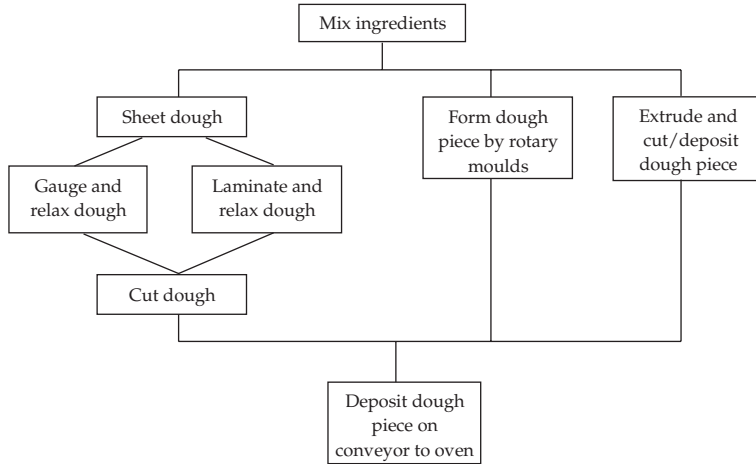 Mix ingredients
Sheet dough
Form dough
piece by rotary
moulds
Extrude and
cut/deposit
dough piece
Gauge and
relax dough
Laminate and
relax dough
Cut dough
Deposit dough
piece on
conveyor to oven